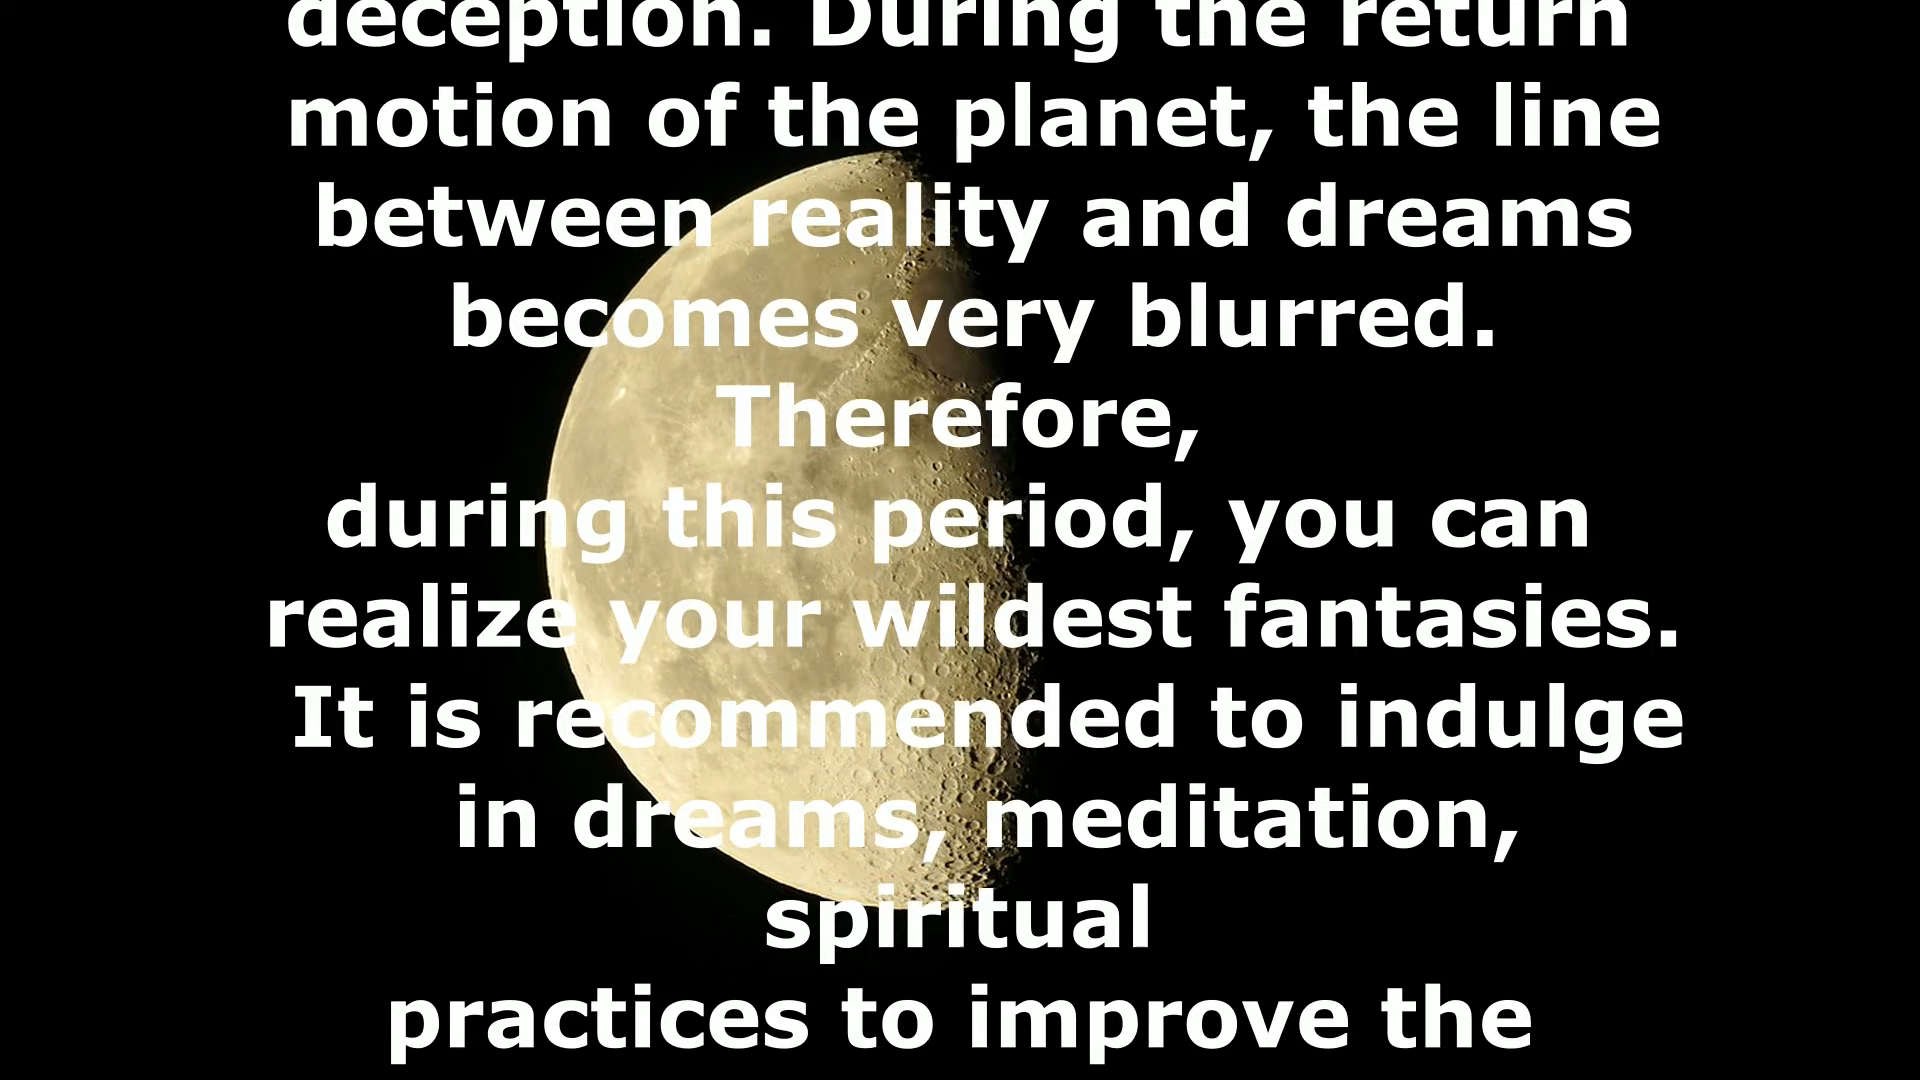 deception. During the return
motion of the planet, the line
between reality and dreams
becomes very blurred.
Therefore,
during this period, you can
realize your wildest fantasies.
It is recommended to indulge
in dreams, meditation,
spiritual
practices to improve the